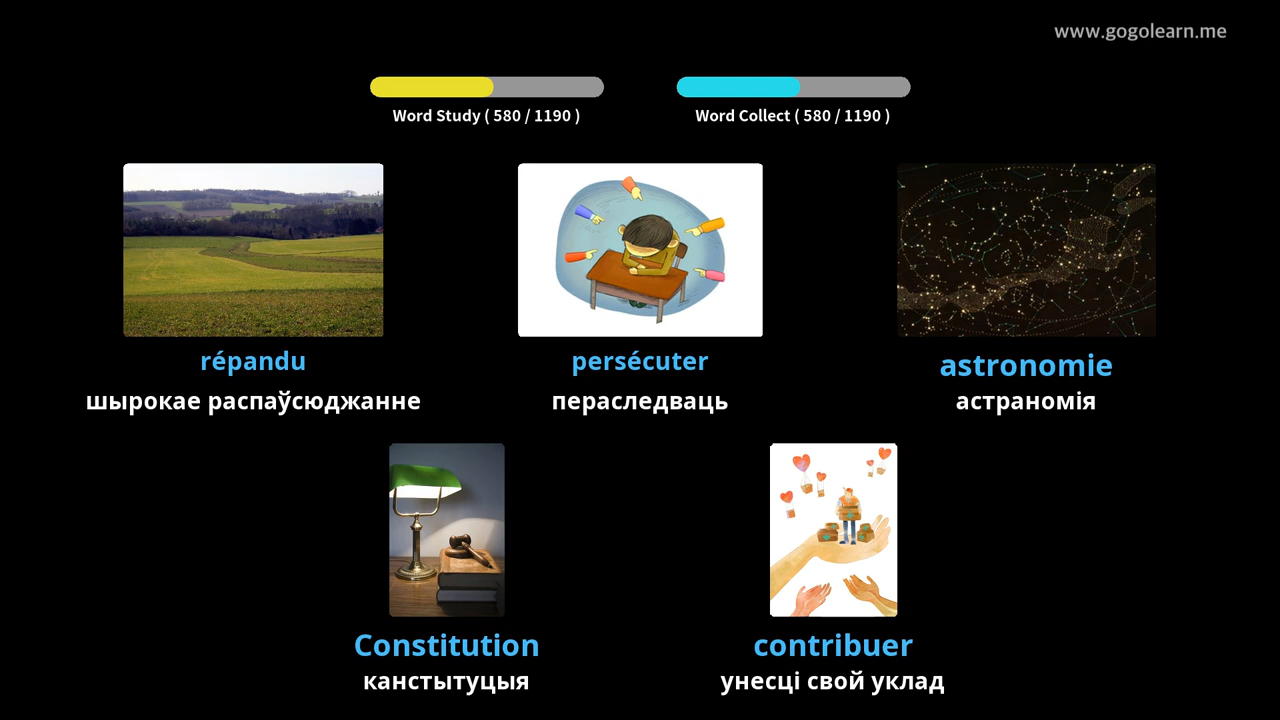 www.gogolearn.me
Word Study ( 580 / 1190 )
Word Collect ( 580 / 1190 )
répandu
persécuter
astronomie
шырокае распаўсюджанне
пераследваць
астраномія
Constitution
contribuer
канстытуцыя
унесці свой уклад